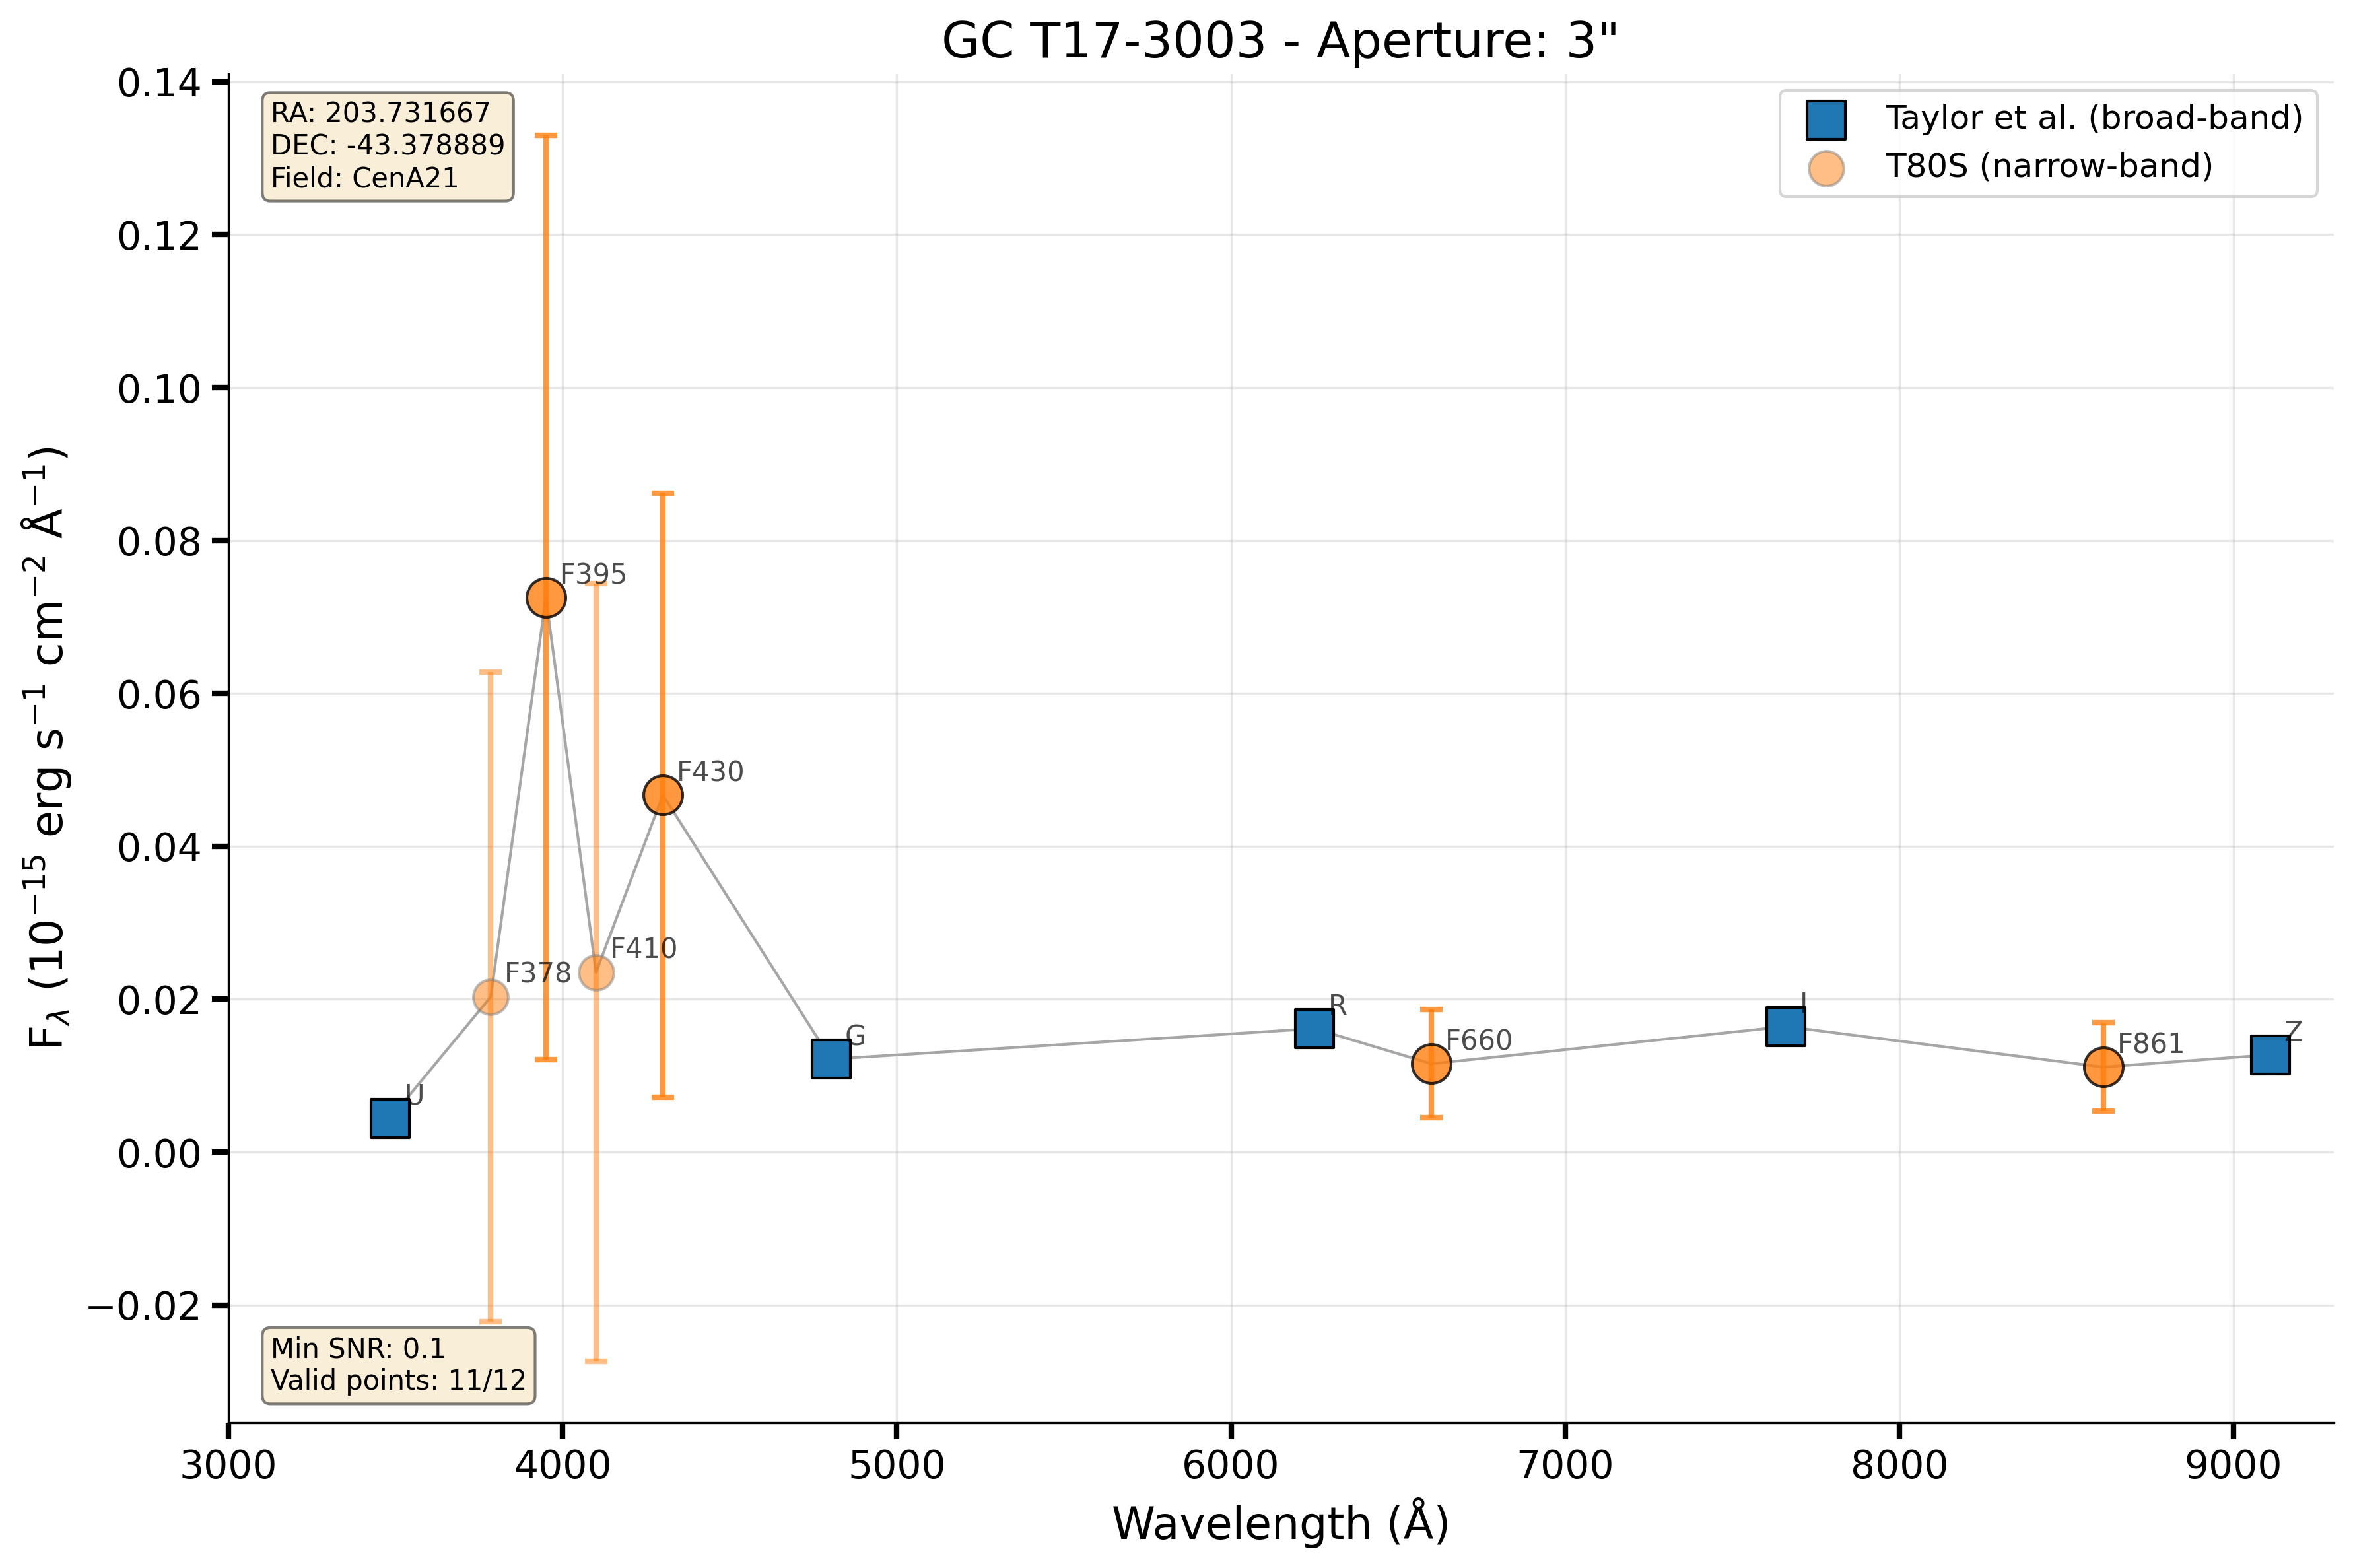 GC T17-3003 - Aperture: 3"
RA: 203.731667
DEC: -43.378889
Field: CenA21
Taylor et al. (broad-band)
T80S (narrow-band)
F_λ (10⁻¹⁵ erg s⁻¹ cm⁻² Å⁻¹)
0.14
0.12
0.10
0.08
0.06
0.04
0.02
0.00
−0.02
U
F378
F395
F410
F430
G
R
F660
I
F861
Z
Min SNR: 0.1
Valid points: 11/12
3000 4000 5000 6000 7000 8000 9000
Wavelength (Å)